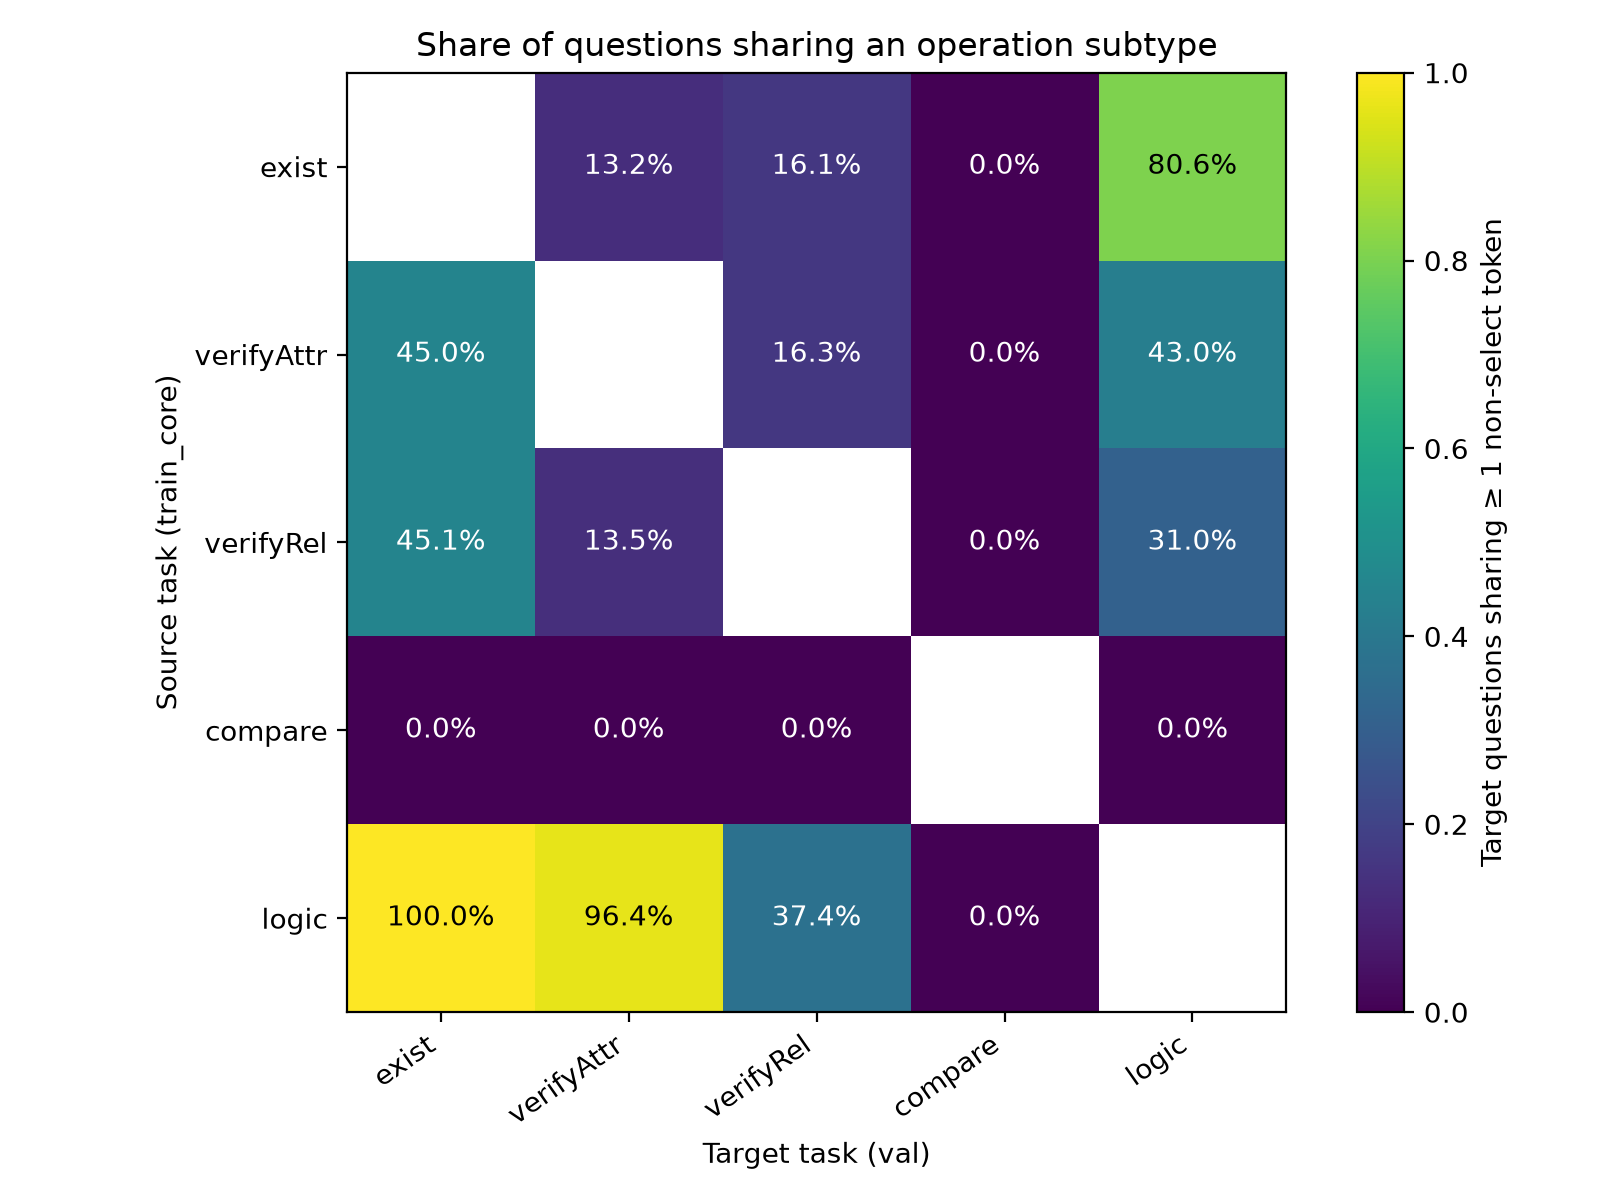 Share of questions sharing an operation subtype
exist
13.2%
16.1%
0.0%
80.6%
verifyAttr
45.0%
16.3%
0.0%
43.0%
verifyRel
45.1%
13.5%
0.0%
31.0%
compare
0.0%
0.0%
0.0%
0.0%
logic
100.0%
96.4%
37.4%
0.0%
exist
verifyAttr
verifyRel
compare
logic
Target task (val)
Source task (train_core)
1.0
0.8
0.6
0.4
0.2
0.0
Target questions sharing ≥ 1 non-select token